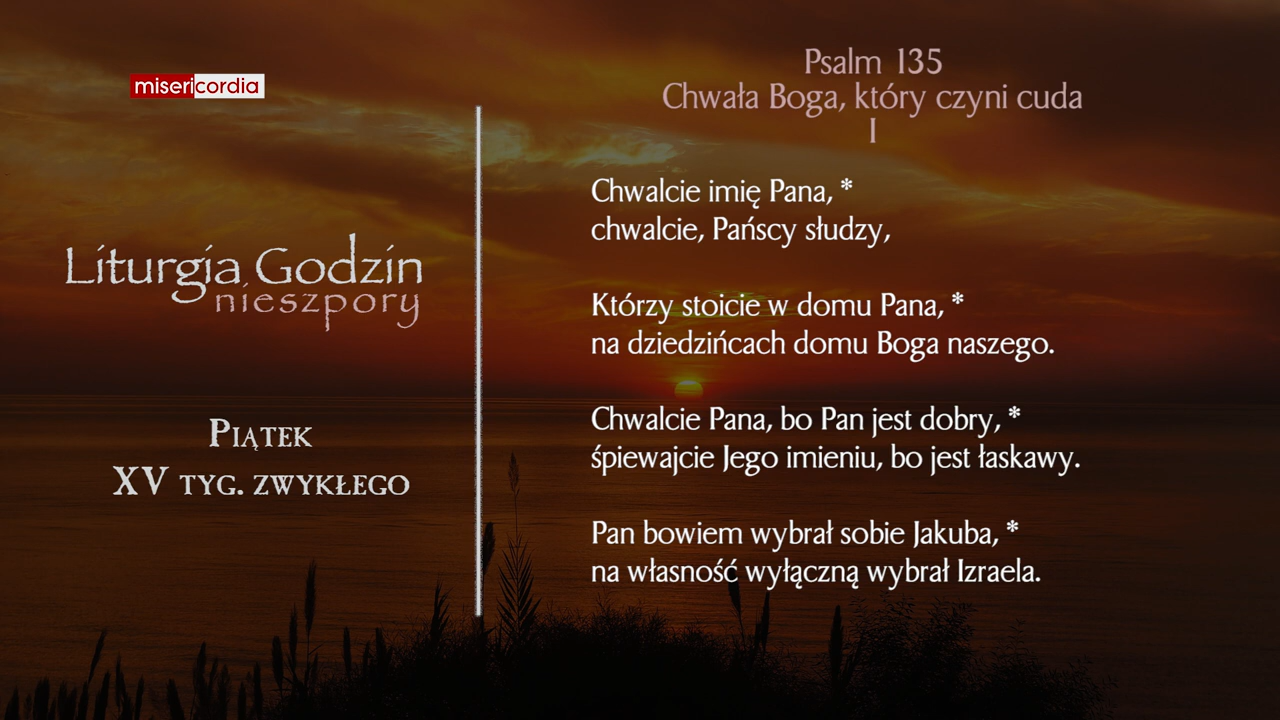 misericordia
Liturgia Godzin
nieszpory
Piątek
XV tyg. zwykłego
Psalm 135
Chwała Boga, który czyni cuda
I
Chwalcie imię Pana, *
chwalcie, Pańscy słudzy,
Którzy stoicie w domu Pana, *
na dziedzińcach domu Boga naszego.
Chwalcie Pana, bo Pan jest dobry, *
śpiewajcie Jego imieniu, bo jest łaskawy.
Pan bowiem wybrał sobie Jakuba, *
na własność wyłączną wybrał Izraela.